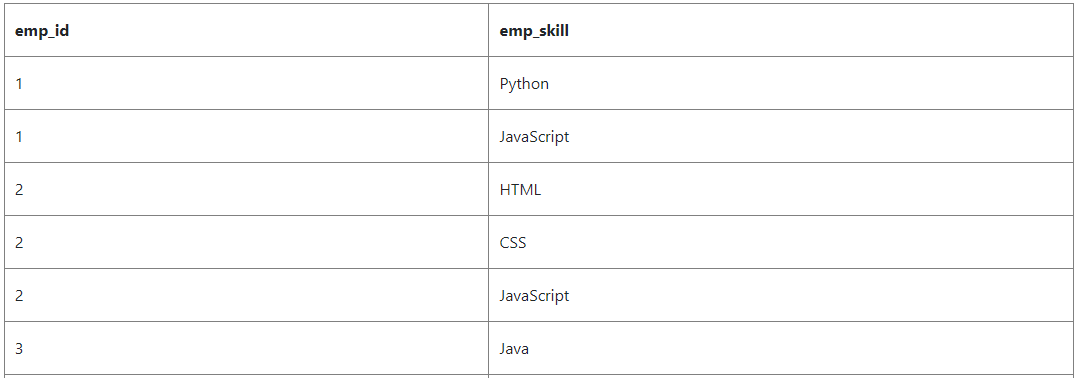 emp_id emp_skill
1 Python
1 JavaScript
2 HTML
2 CSS
2 JavaScript
3 Java